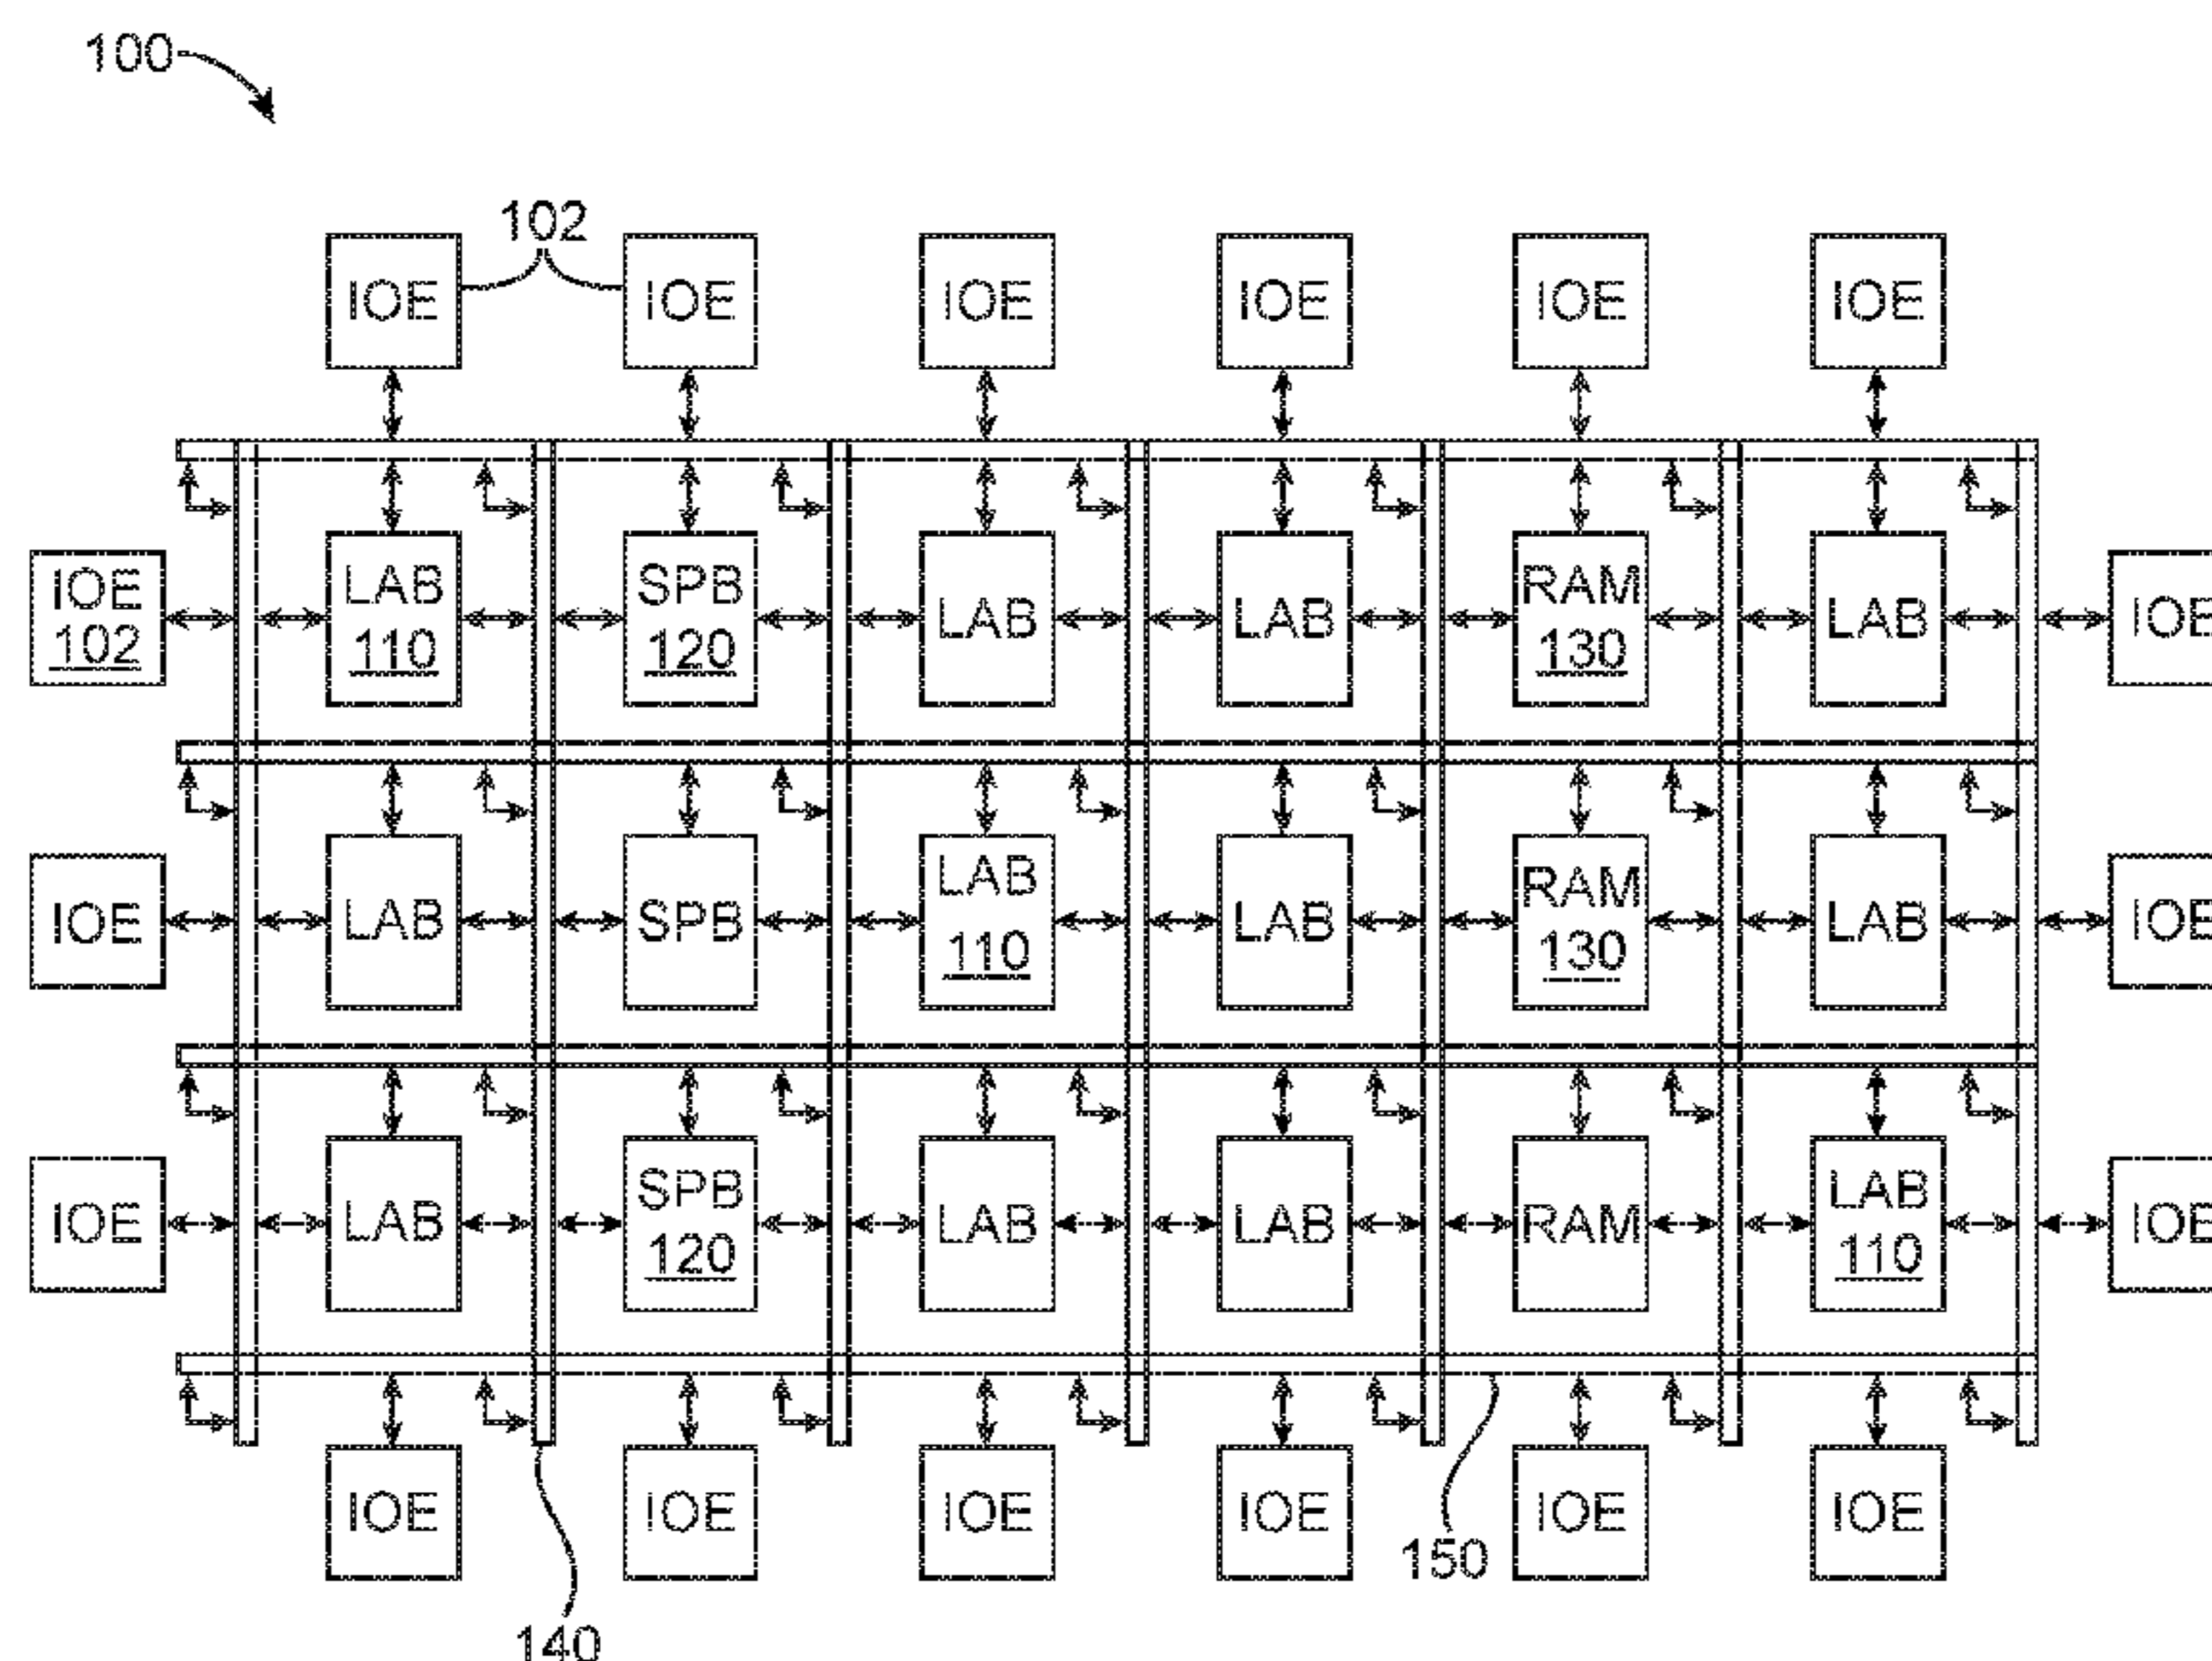 100
102
IOE IOE IOE IOE IOE IOE
IOE LAB SPB LAB LAB RAM LAB IOE
102 110 120 130
IOE LAB SPB LAB LAB RAM LAB IOE
110 130
IOE LAB SPB LAB LAB RAM LAB IOE
120 110
IOE IOE IOE IOE IOE IOE
150
140